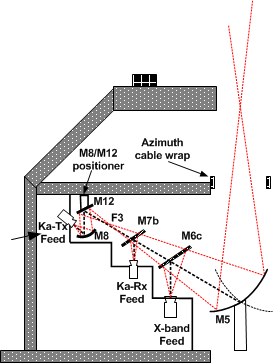 M8/M12
positioner
Azimuth
cable wrap
M12
F3
M7b
Ka-Tx
Feed
M8
M6c
Ka-Rx
Feed
X-band
Feed
M5